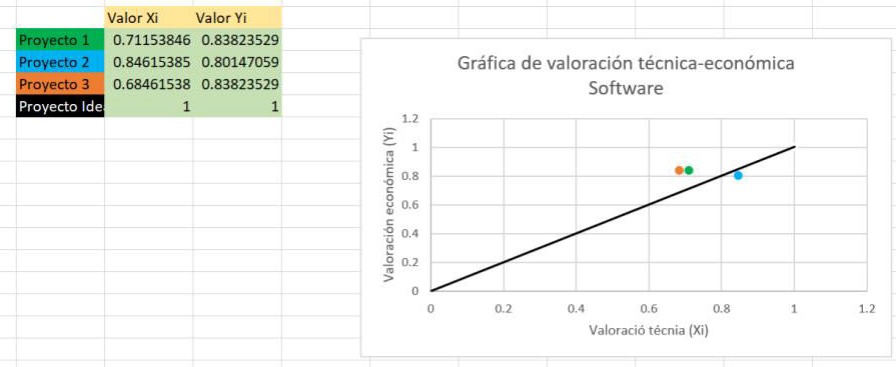 Valor Xi Valor Yi
Proyecto 1 0.71153846 0.83823529
Proyecto 2 0.84615385 0.80147059
Proyecto 3 0.68461538 0.83823529
Proyecto Ide 1 1
Gráfica de valoración técnica-económica
Software
Valoración económica (Yi)
1.2
1
0.8
0.6
0.4
0.2
0
0 0.2 0.4 0.6 0.8 1 1.2
Valoració técnia (Xi)